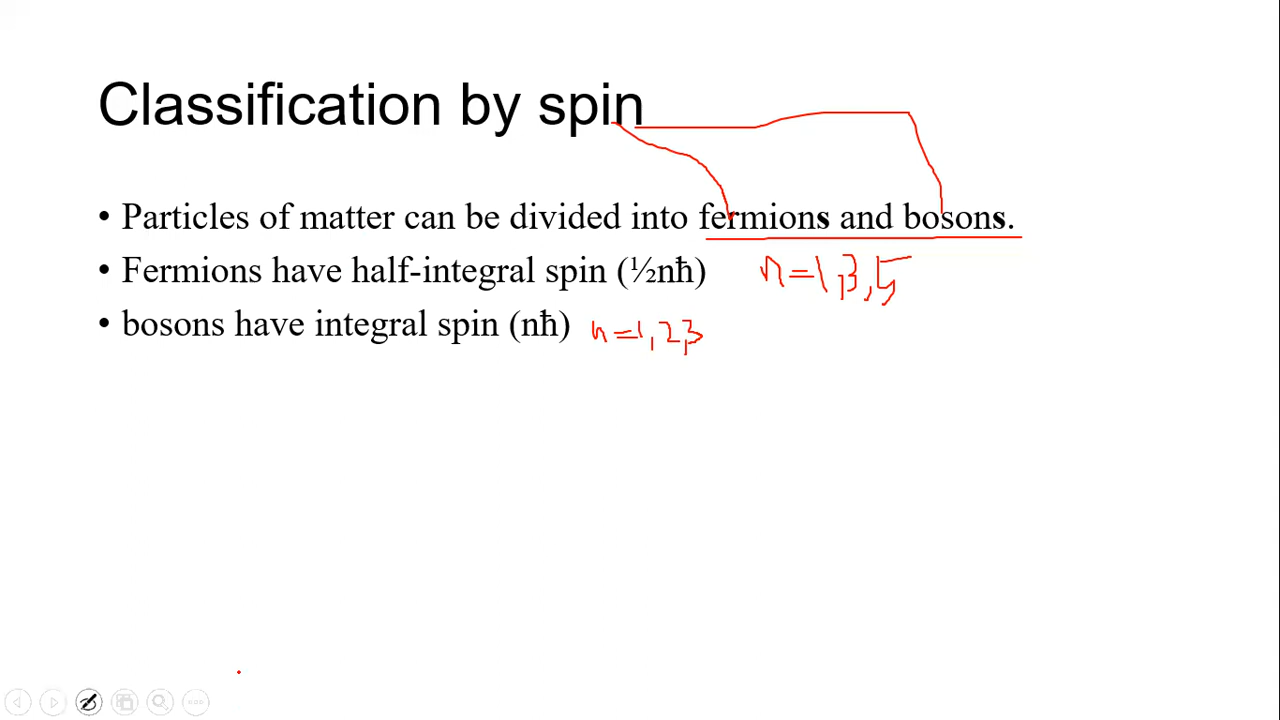 Classification by spin
• Particles of matter can be divided into fermions and bosons.
• Fermions have half-integral spin (½nħ) n=1,3,5
• bosons have integral spin (nħ) n=1,2,3